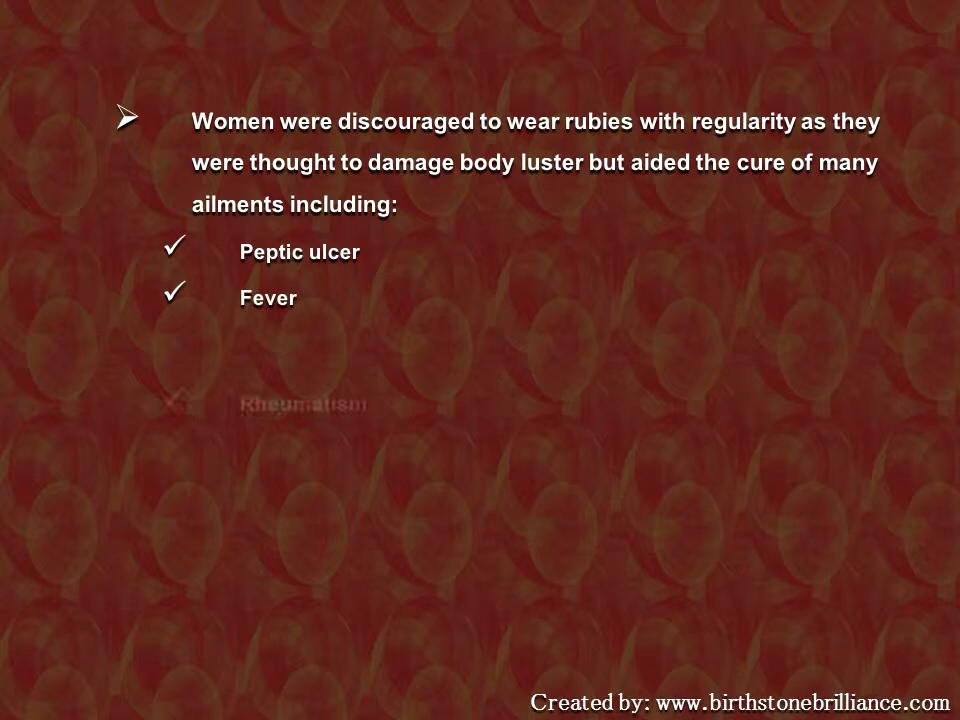 Women were discouraged to wear rubies with regularity as they
were thought to damage body luster but aided the cure of many
ailments including:
Peptic ulcer
Fever
Rheumatism
Created by: www.birthstonebrilliance.com